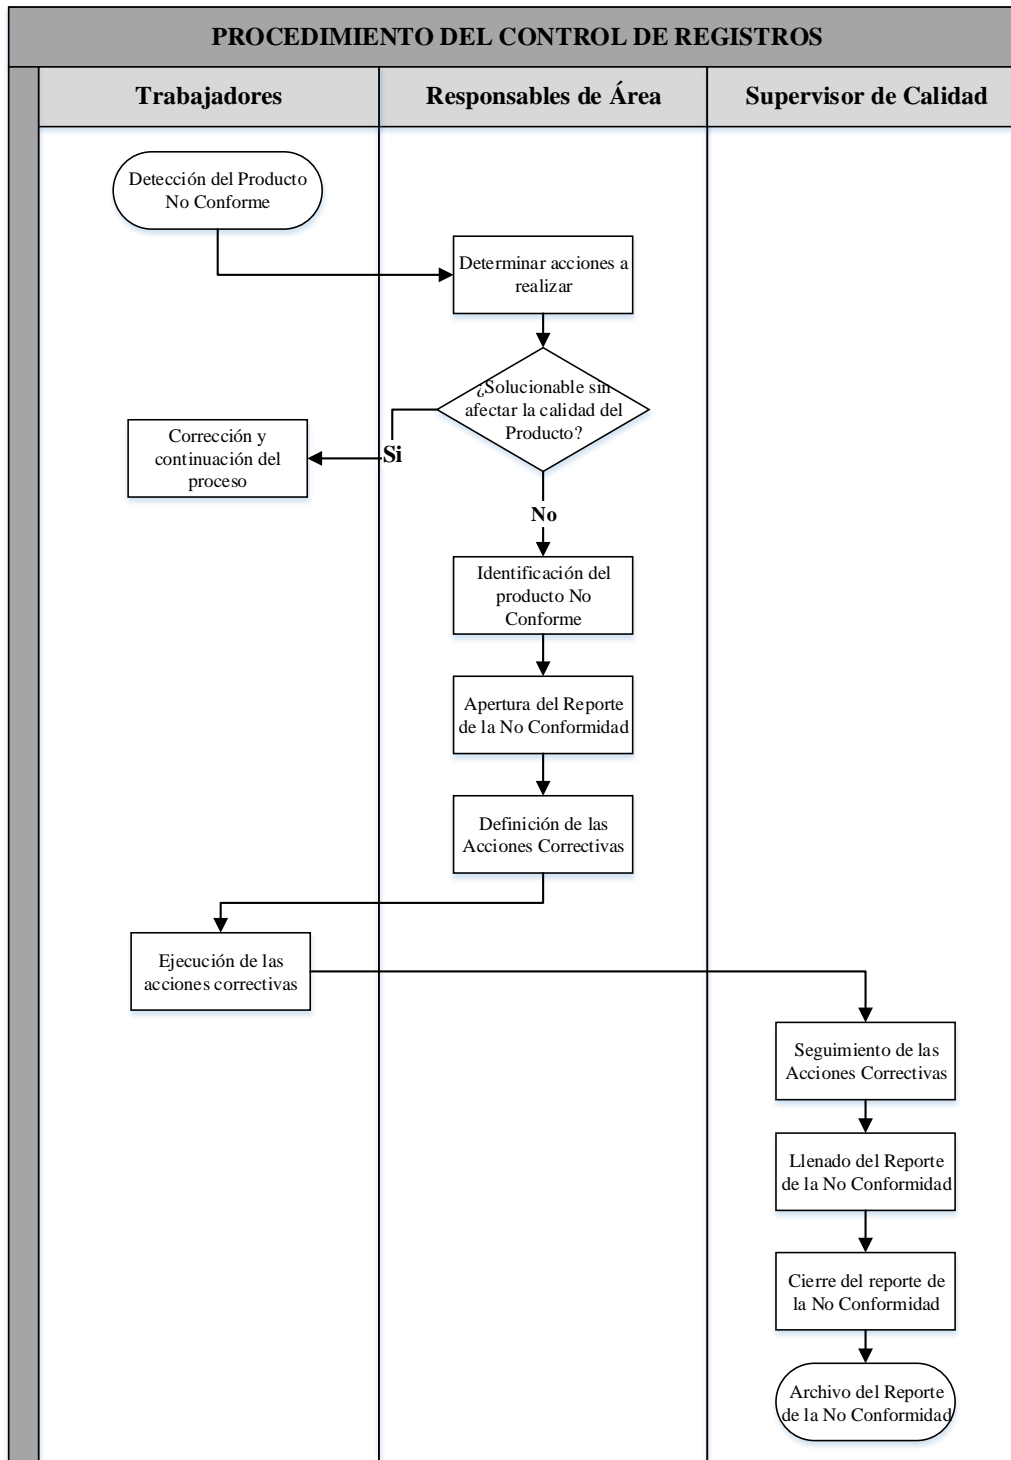 PROCEDIMIENTO DEL CONTROL DE REGISTROS
Trabajadores
Responsables de Área
Supervisor de Calidad
Detección del Producto
No Conforme
Determinar acciones a
realizar
¿Solucionable sin
afectar la calidad del
Producto?
Si
Corrección y
continuación del
proceso
No
Identificación del
producto No
Conforme
Apertura del Reporte
de la No Conformidad
Definición de las
Acciones Correctivas
Ejecución de las
acciones correctivas
Seguimiento de las
Acciones Correctivas
Llenado del Reporte
de la No Conformidad
Cierre del reporte de
la No Conformidad
Archivo del Reporte
de la No Conformidad